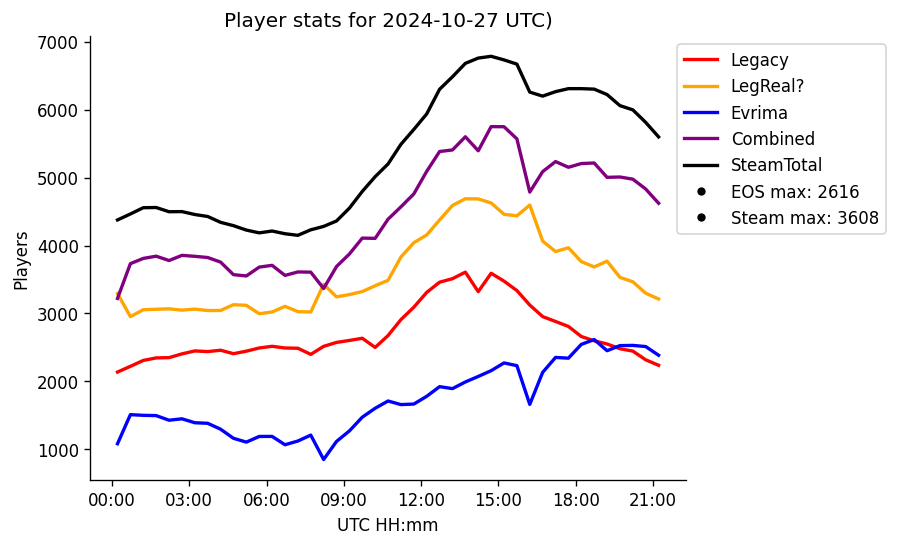 Player stats for 2024-10-27 UTC)
7000
6000
5000
4000
3000
2000
1000
Players
00:00 03:00 06:00 09:00 12:00 15:00 18:00 21:00
UTC HH:mm
Legacy
LegReal?
Evrima
Combined
SteamTotal
EOS max: 2616
Steam max: 3608